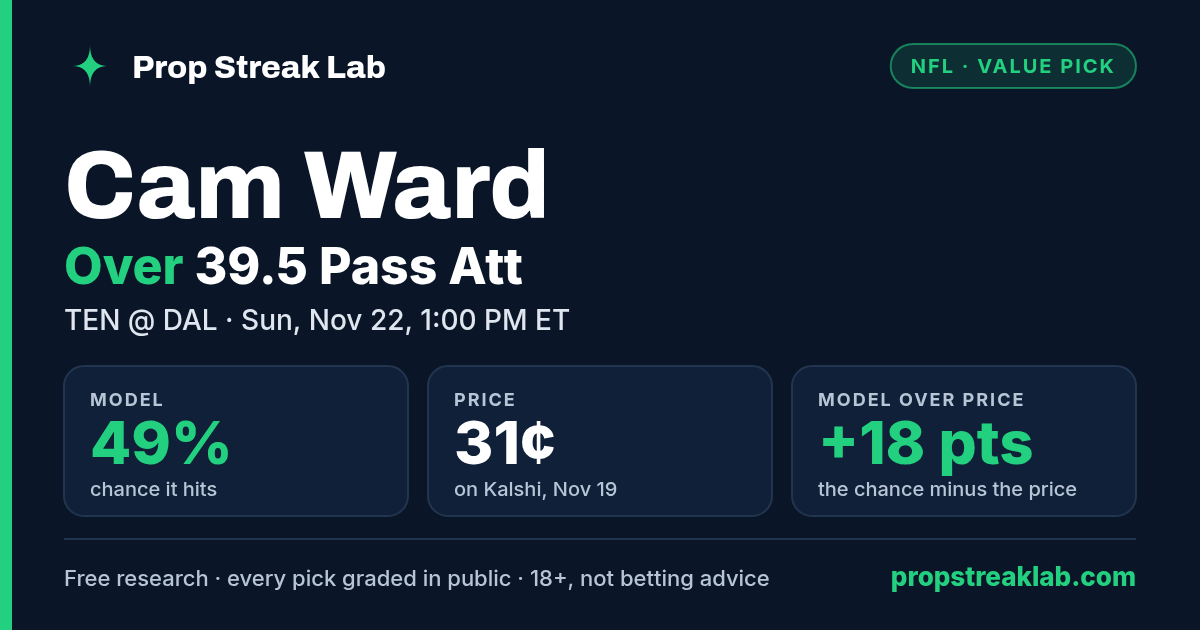 Prop Streak Lab
NFL · VALUE PICK
Cam Ward
Over 39.5 Pass Att
TEN @ DAL · Sun, Nov 22, 1:00 PM ET
MODEL
49%
chance it hits
PRICE
31¢
on Kalshi, Nov 19
MODEL OVER PRICE
+18 pts
the chance minus the price
Free research · every pick graded in public · 18+, not betting advice
propstreaklab.com